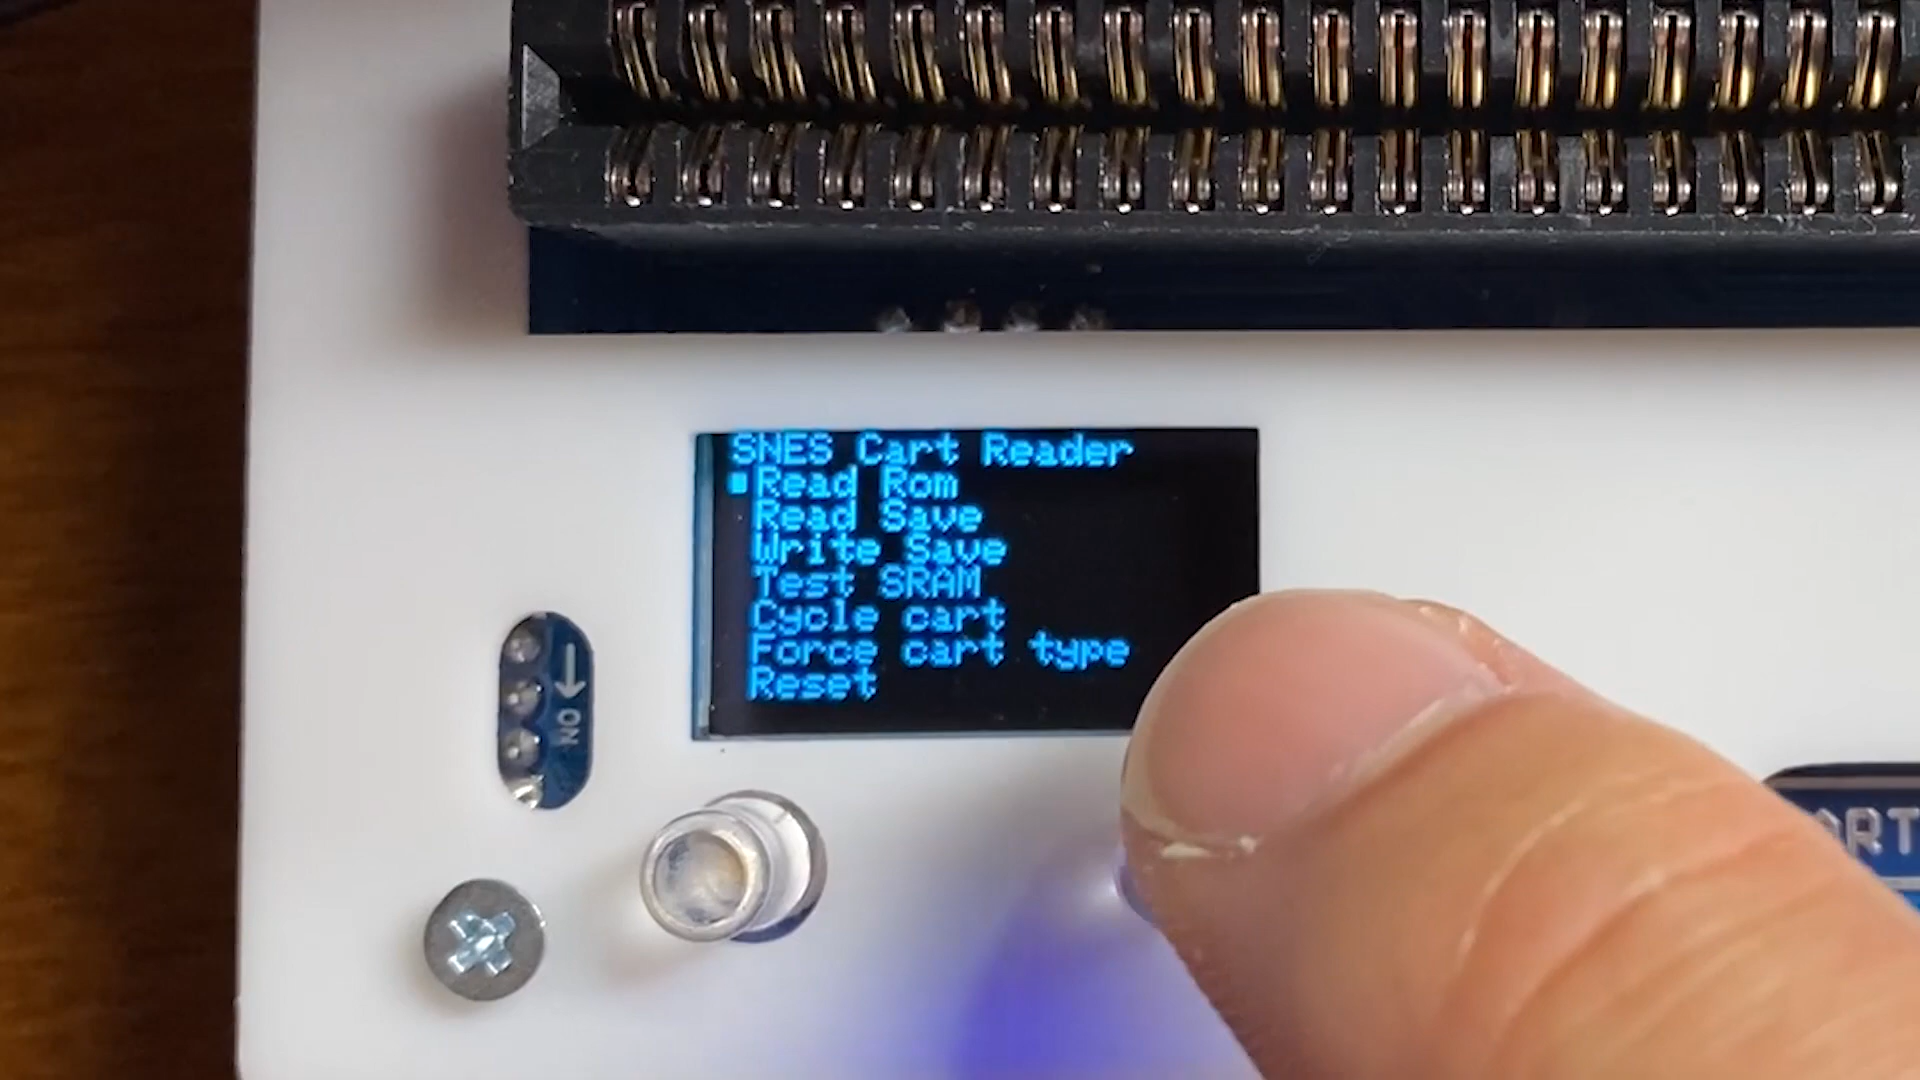 SNES Cart Reader
Read Rom
Read Save
Write Save
Test SRAM
Cycle cart
Force cart type
Reset
ON